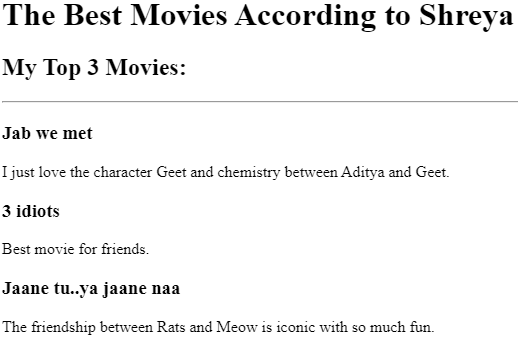 The Best Movies According to Shreya
My Top 3 Movies:
Jab we met
I just love the character Geet and chemistry between Aditya and Geet.
3 idiots
Best movie for friends.
Jaane tu..ya jaane naa
The friendship between Rats and Meow is iconic with so much fun.